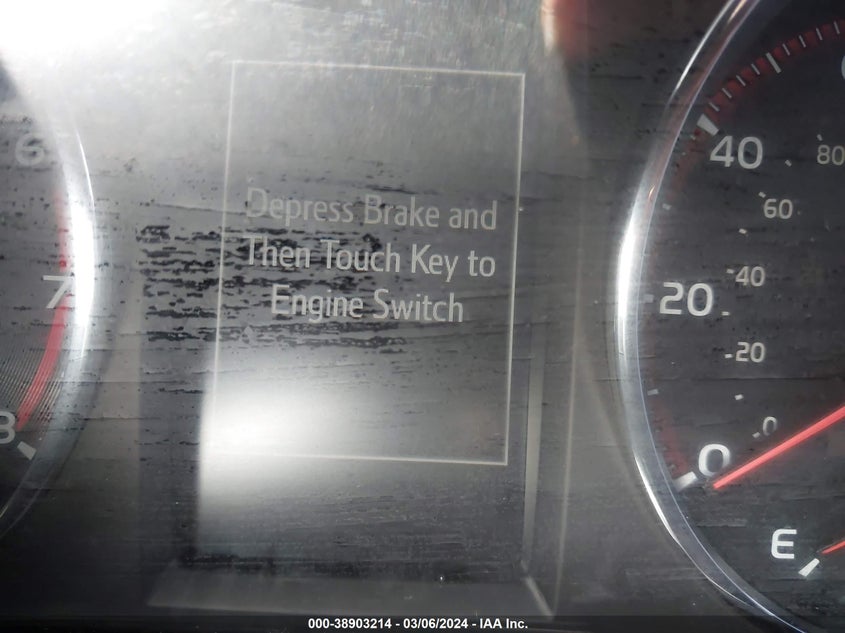 Depress Brake and
Then Touch Key to
Engine Switch
6
7
8
40
80
60
40
20
20
0
0
E
000-38903214 - 03/06/2024 - IAA Inc.